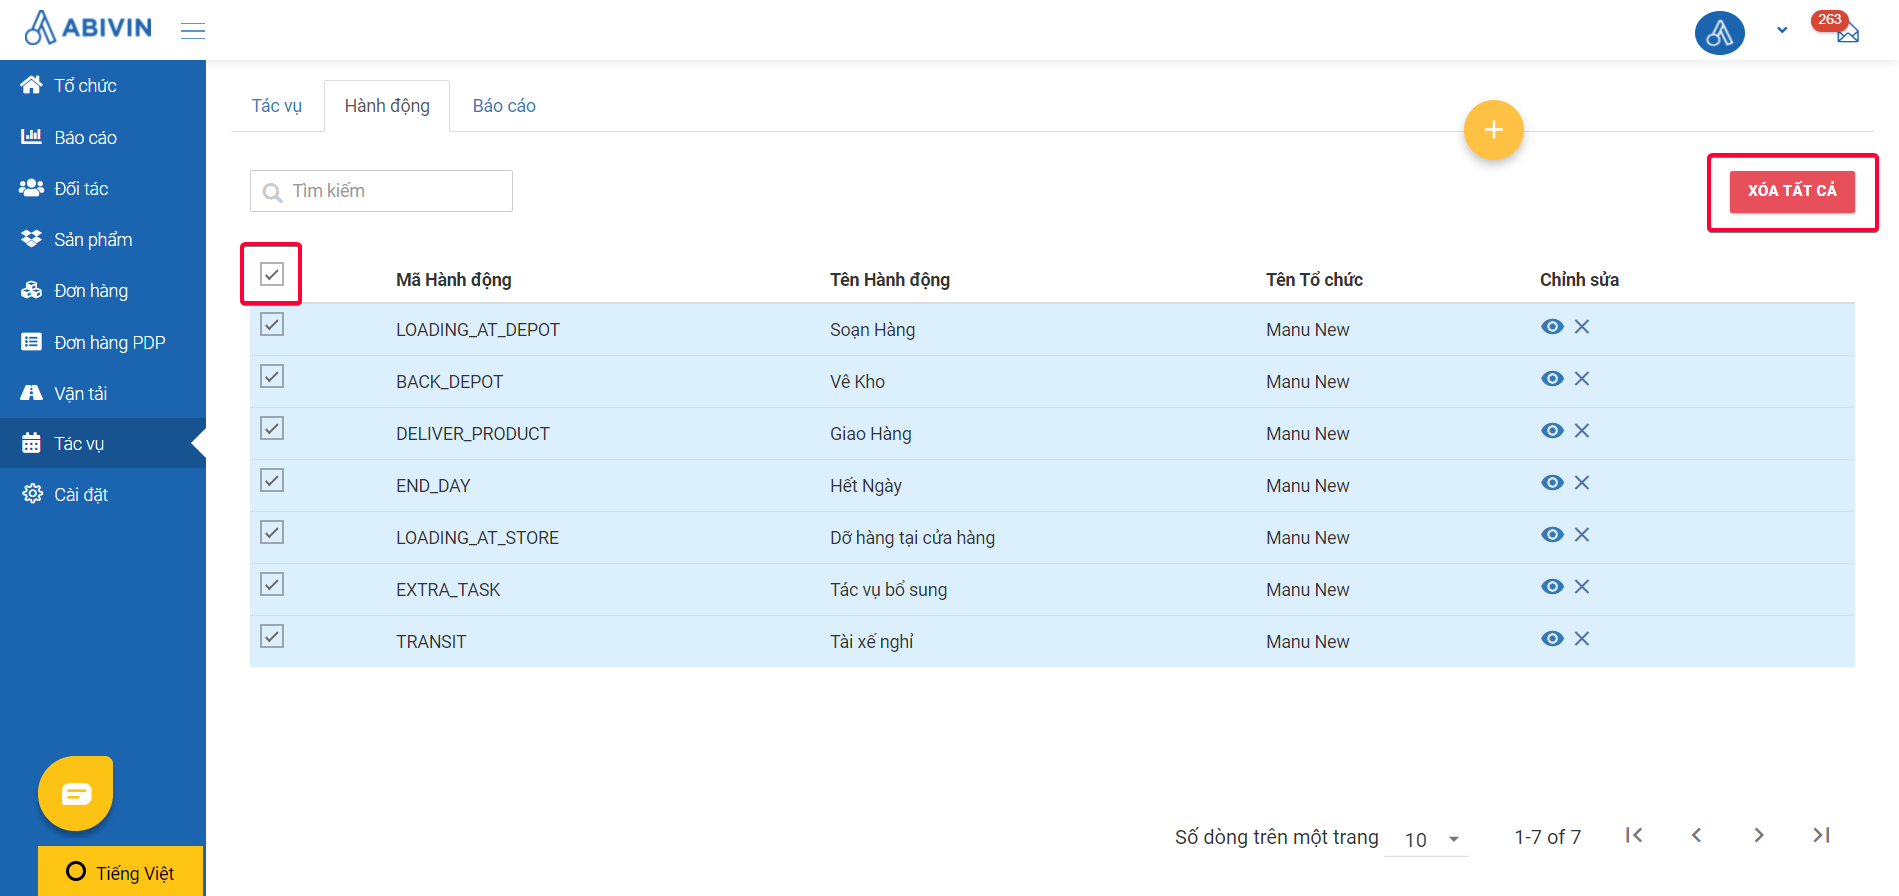 ABIVIN
263
Tổ chức
Báo cáo
Đối tác
Sản phẩm
Đơn hàng
Đơn hàng PDP
Vận tải
Tác vụ
Cài đặt
Tiếng Việt
Tác vụ Hành động Báo cáo
+
Tìm kiếm
XÓA TẤT CẢ
Mã Hành động Tên Hành động Tên Tổ chức Chỉnh sửa
LOADING_AT_DEPOT Soạn Hàng Manu New
BACK_DEPOT Vê Kho Manu New
DELIVER_PRODUCT Giao Hàng Manu New
END_DAY Hết Ngày Manu New
LOADING_AT_STORE Dỡ hàng tại cửa hàng Manu New
EXTRA_TASK Tác vụ bổ sung Manu New
TRANSIT Tài xế nghỉ Manu New
Số dòng trên một trang 10 1-7 of 7